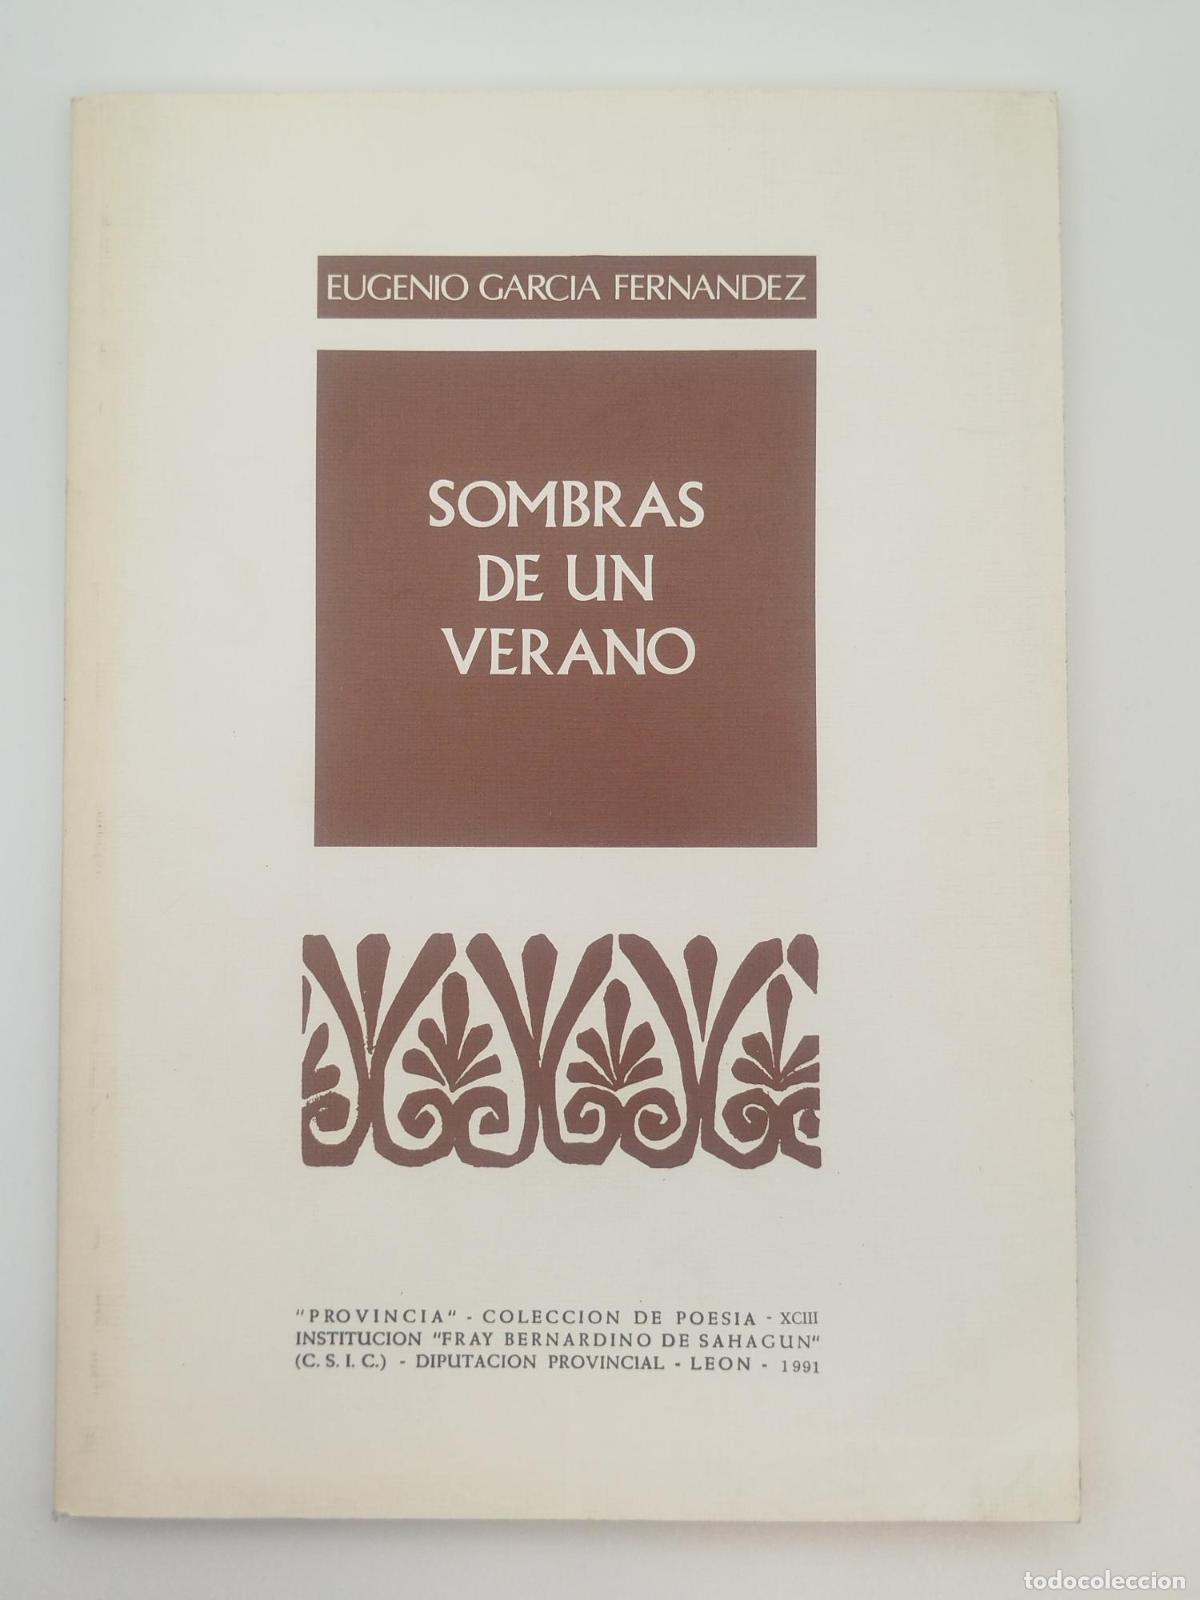 EUGENIO GARCIA FERNANDEZ
SOMBRAS
DE UN
VERANO
"PROVINCIA" - COLECCION DE POESIA - XCIII
INSTITUCION "FRAY BERNARDINO DE SAHAGUN"
(C. S. I. C.) - DIPUTACION PROVINCIAL - LEON - 1991
todocoleccion